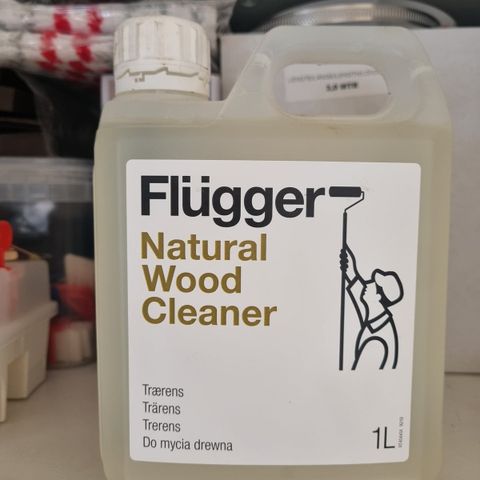 Flügger
Natural
Wood
Cleaner
Trærens
Trärens
Trerens
Do mycia drewna
1L